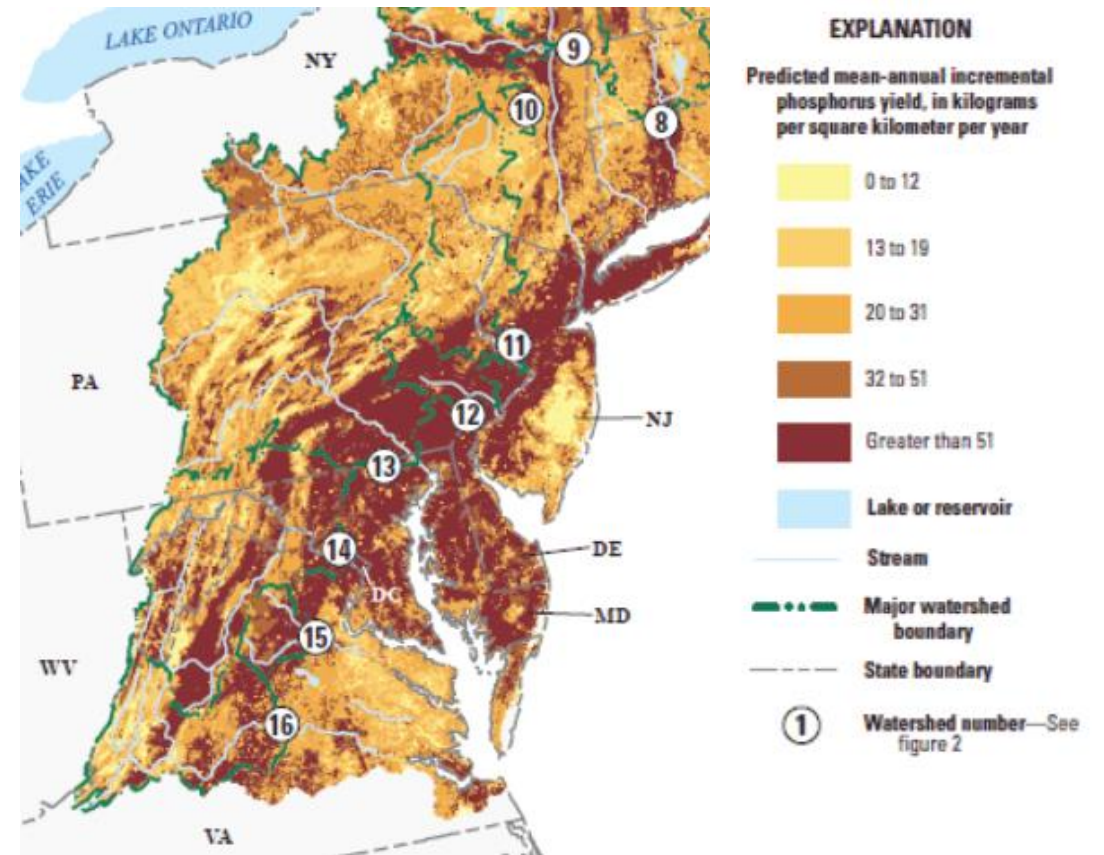 LAKE ONTARIO
NY
9
10
8
LAKE
ERIE
PA
11
12
NJ
13
14
DE
DC
MD
15
WV
16
VA
EXPLANATION
Predicted mean-annual incremental
phosphorus yield, in kilograms
per square kilometer per year
0 to 12
13 to 19
20 to 31
32 to 51
Greater than 51
Lake or reservoir
Stream
Major watershed
boundary
State boundary
1
Watershed number—See
figure 2